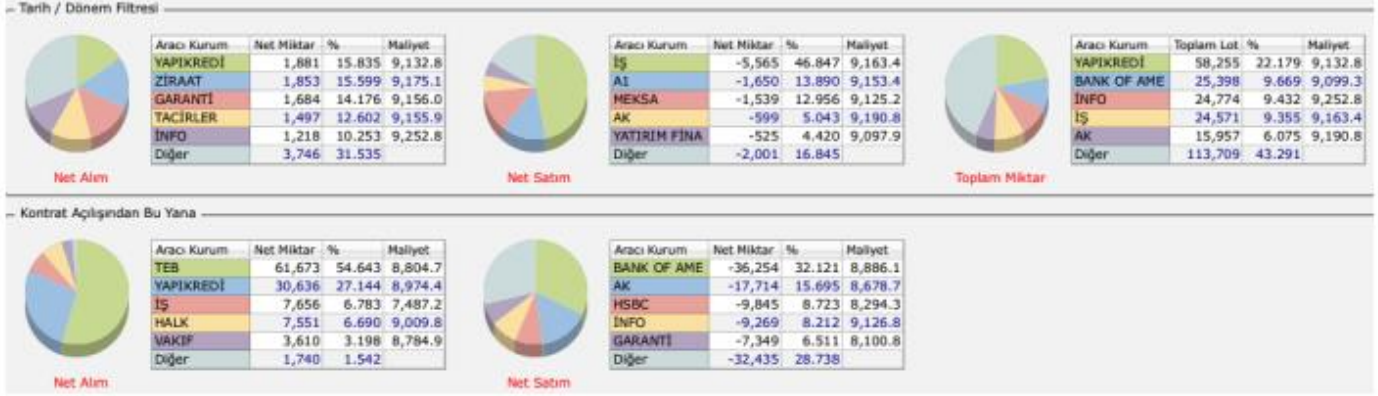 Tarih / Dönem Filtresi
Aracı Kurum Net Miktar % Maliyet
YAPIKREDİ 1,881 15.835 9,132.8
ZİRAAT 1,853 15.599 9,175.1
GARANTİ 1,684 14.176 9,156.0
TACİRLER 1,497 12.602 9,155.9
İNFO 1,218 10.253 9,252.8
Diğer 3,746 31.535
Net Alım
Aracı Kurum Net Miktar % Maliyet
İŞ -5,565 46.847 9,163.4
A1 -1,650 13.890 9,153.4
MEKSA -1,539 12.956 9,125.2
AK -599 5.043 9,190.8
YATIRIM FİNA -525 4.420 9,097.9
Diğer -2,001 16.845
Net Satım
Aracı Kurum Toplam Lot % Maliyet
YAPIKREDİ 58,255 22.179 9,132.8
BANK OF AME 25,398 9.669 9,099.3
İNFO 24,774 9.432 9,252.8
İŞ 24,571 9.355 9,163.4
AK 15,957 6.075 9,190.8
Diğer 113,709 43.291
Toplam Miktar
Kontrat Açılışından Bu Yana
Aracı Kurum Net Miktar % Maliyet
TEB 61,673 54.643 8,804.7
YAPIKREDİ 30,636 27.144 8,974.4
İŞ 7,656 6.783 7,487.2
HALK 7,551 6.690 9,009.8
VAKIF 3,610 3.198 8,784.9
Diğer 1,740 1.542
Net Alım
Aracı Kurum Net Miktar % Maliyet
BANK OF AME -36,254 32.121 8,886.1
AK -17,714 15.695 8,678.7
HSBC -9,845 8.723 8,294.3
İNFO -9,269 8.212 9,126.8
GARANTİ -7,349 6.511 8,100.8
Diğer -32,435 28.738
Net Satım